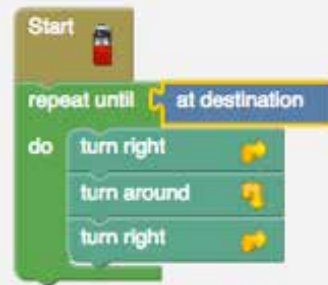 Start
repeat until at destination
do turn right
turn around
turn right